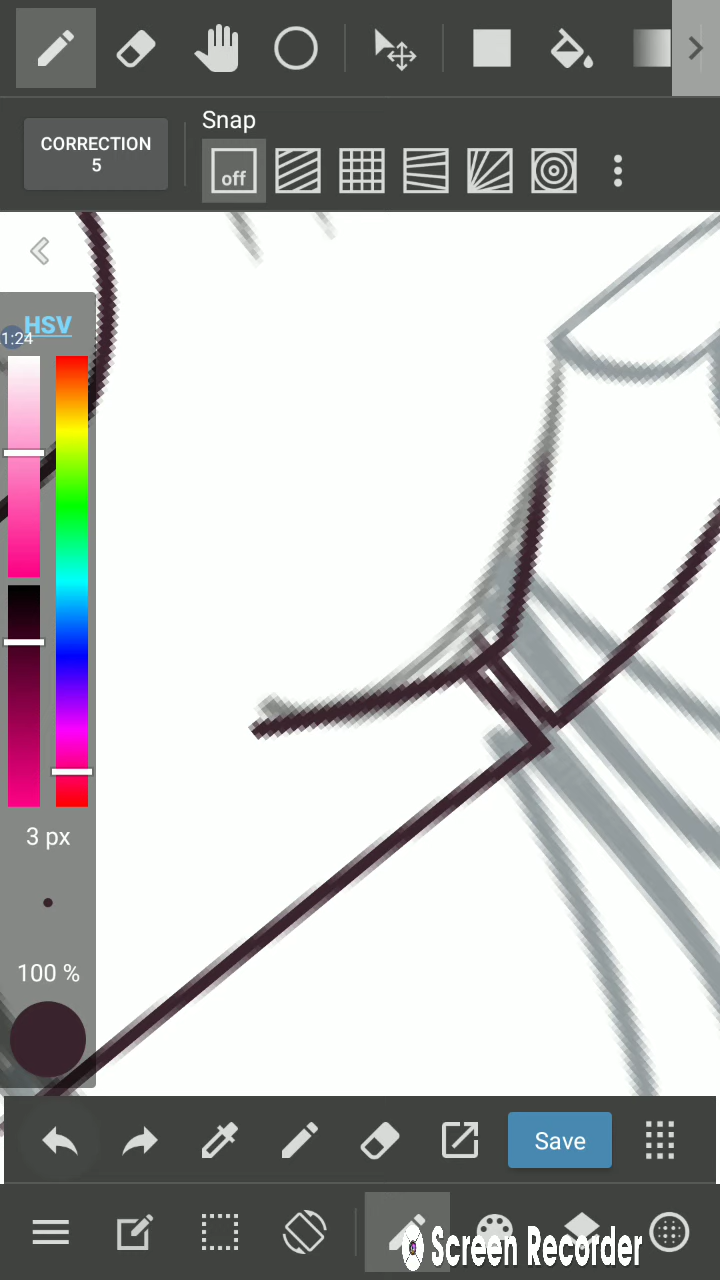 Snap
CORRECTION
5
off
HSV
1:24
3 px
100 %
Save
Screen Recorder